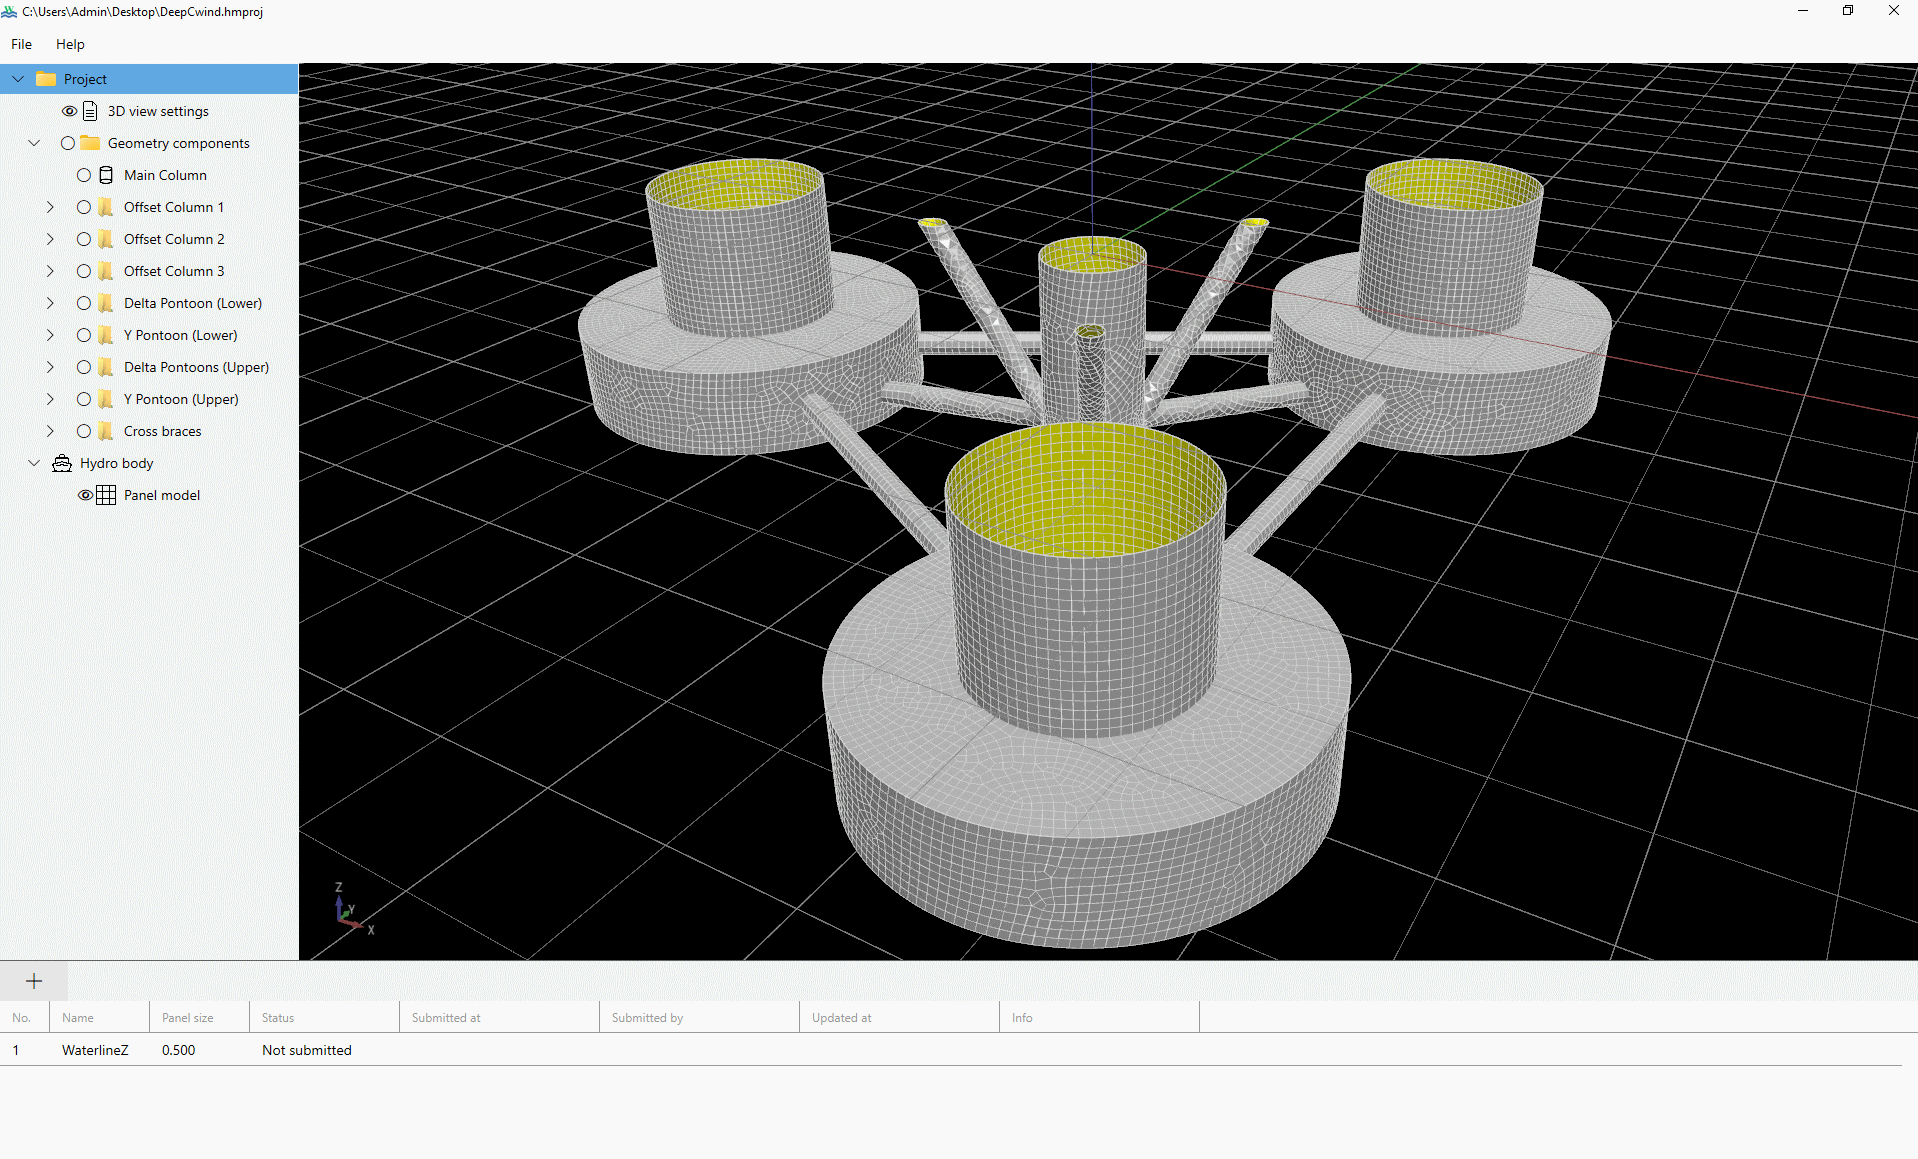 C:\Users\Admin\Desktop\DeepCwind.hmproj
File Help
Project
3D view settings
Geometry components
Main Column
Offset Column 1
Offset Column 2
Offset Column 3
Delta Pontoon (Lower)
Y Pontoon (Lower)
Delta Pontoons (Upper)
Y Pontoon (Upper)
Cross braces
Hydro body
Panel model
Z
Y
X
No. Name Panel size Status Submitted at Submitted by Updated at Info
1 WaterlineZ 0.500 Not submitted